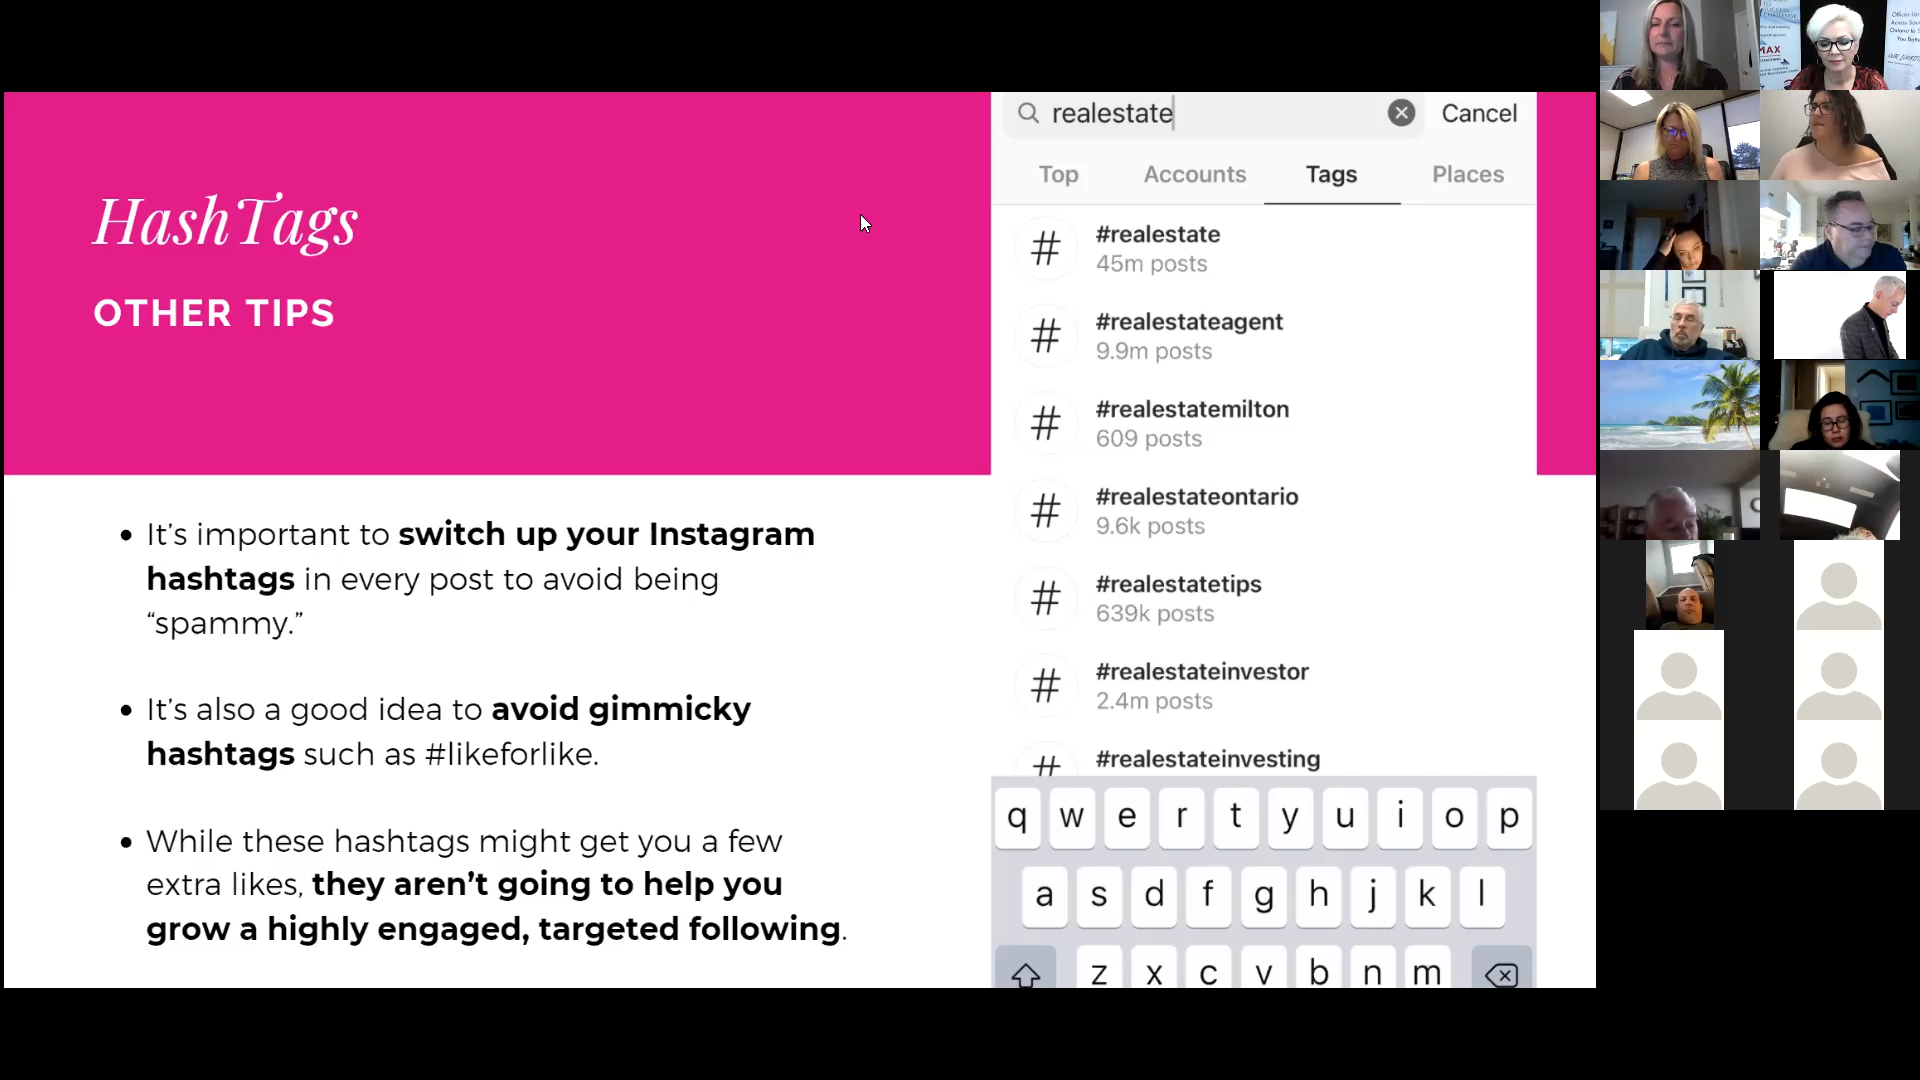 HashTags
OTHER TIPS
• It’s important to switch up your Instagram
hashtags in every post to avoid being
“spammy.”
• It’s also a good idea to avoid gimmicky
hashtags such as #likeforlike.
• While these hashtags might get you a few
extra likes, they aren’t going to help you
grow a highly engaged, targeted following.
realestate
Cancel
Top Accounts Tags Places
# #realestate
45m posts
# #realestateagent
9.9m posts
# #realestatemilton
609 posts
# #realestateontario
9.6k posts
# #realestatetips
639k posts
# #realestateinvestor
2.4m posts
# #realestateinvesting
q w e r t y u i o p
a s d f g h j k l
z x c v b n m
SUCCESS
CHALLENGE
MAX